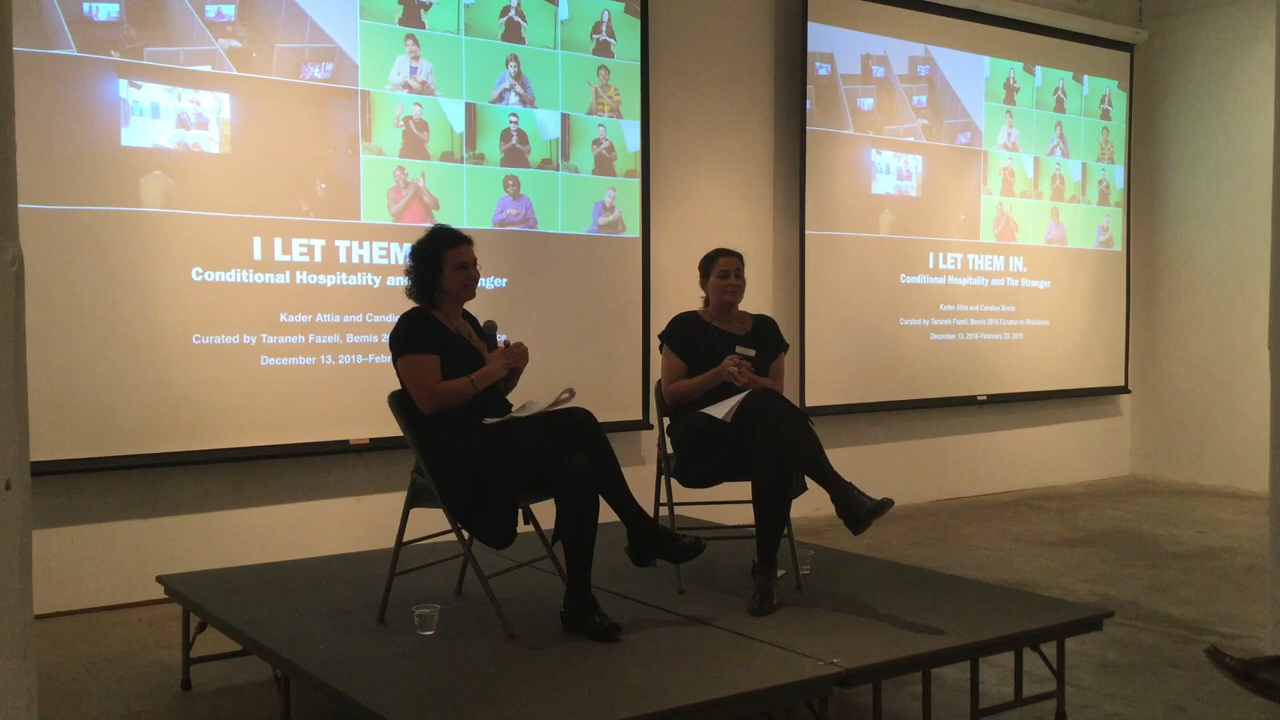 I LET THEM
Conditional Hospitality and nger
Kader Attia and Candic
Curated by Taraneh Fazeli, Bemis 20 ce
December 13, 2018–Febr
I LET THEM IN.
Conditional Hospitality and The Stranger
Kader Attia and Candice Breitz
Curated by Taraneh Fazeli, Bemis 2018 Curator-in-Residence
December 13, 2018–February 23, 2019